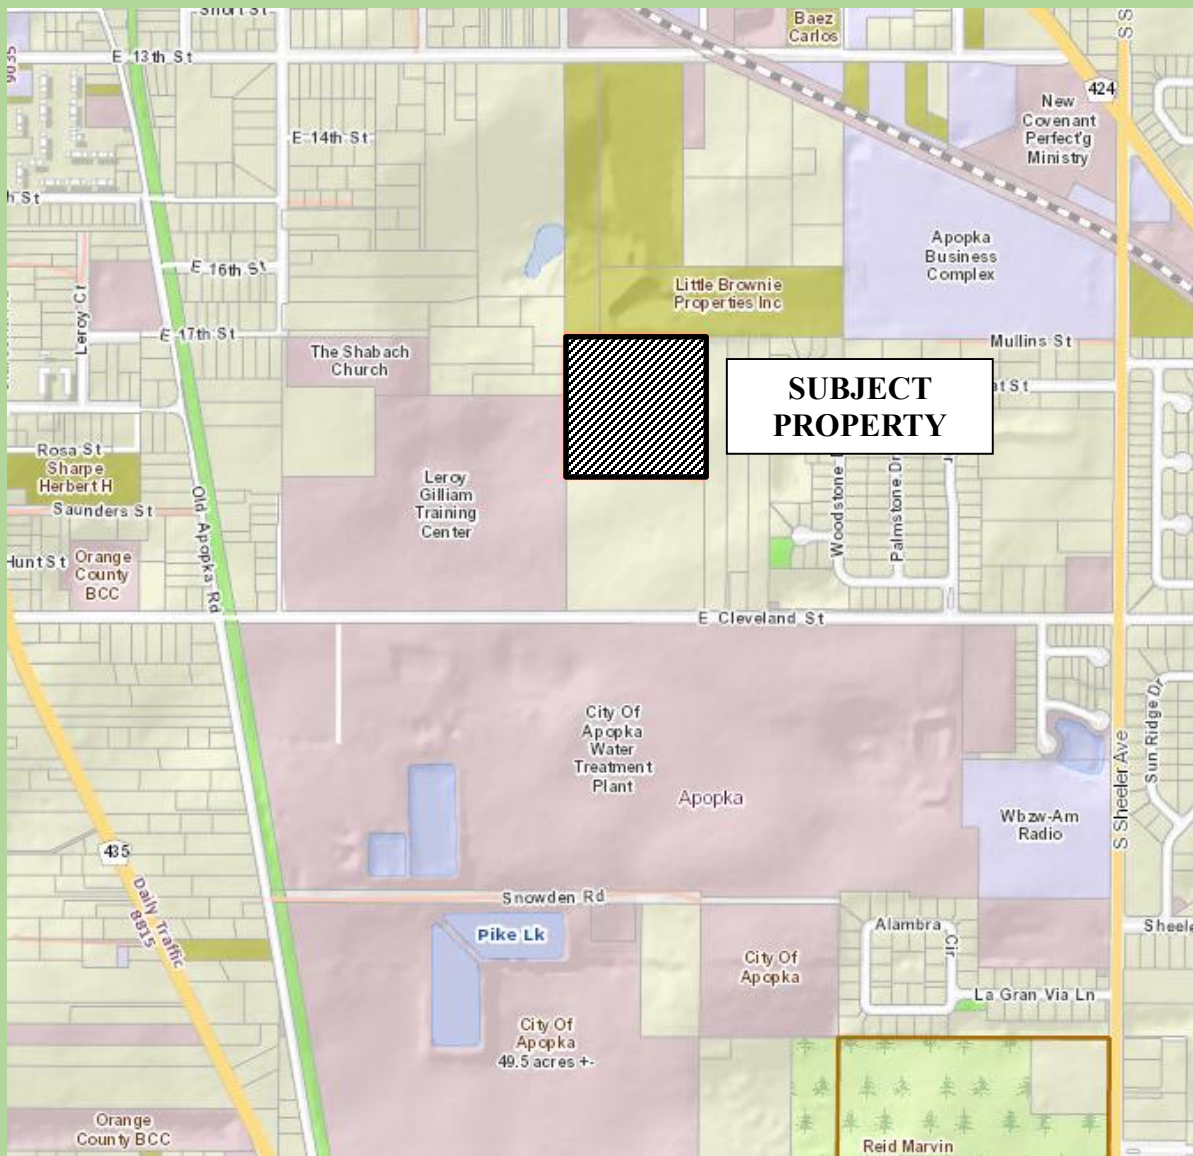 Short St
Baez
Carlos
S S
9035
E 13th St
424
New
Covenant
Perfect'g
Ministry
E 14th St
h St
Apopka
Business
Complex
E 16th St
Little Brownie
Properties Inc
Leroy Ct
E 17th St
Mullins St
The Shabach
Church
SUBJECT
PROPERTY
at St
Rosa St
Sharpe
Herbert H
Saunders St
Leroy
Gilliam
Training
Center
Old Apopka Rd
Woodstone
Palmstone Dr
Hunt St
Orange
County
BCC
E Cleveland St
City Of
Apopka
Water
Treatment
Plant
Apopka
Sun Ridge Dr
S Sheeler Ave
Wbzw-Am
Radio
435
Daily Traffic
8815
Snowden Rd
Pike Lk
Alambra
Cir
Sheele
City Of
Apopka
La Gran Via Ln
City Of
Apopka
49.5 acres +-
Orange
County BCC
Reid Marvin